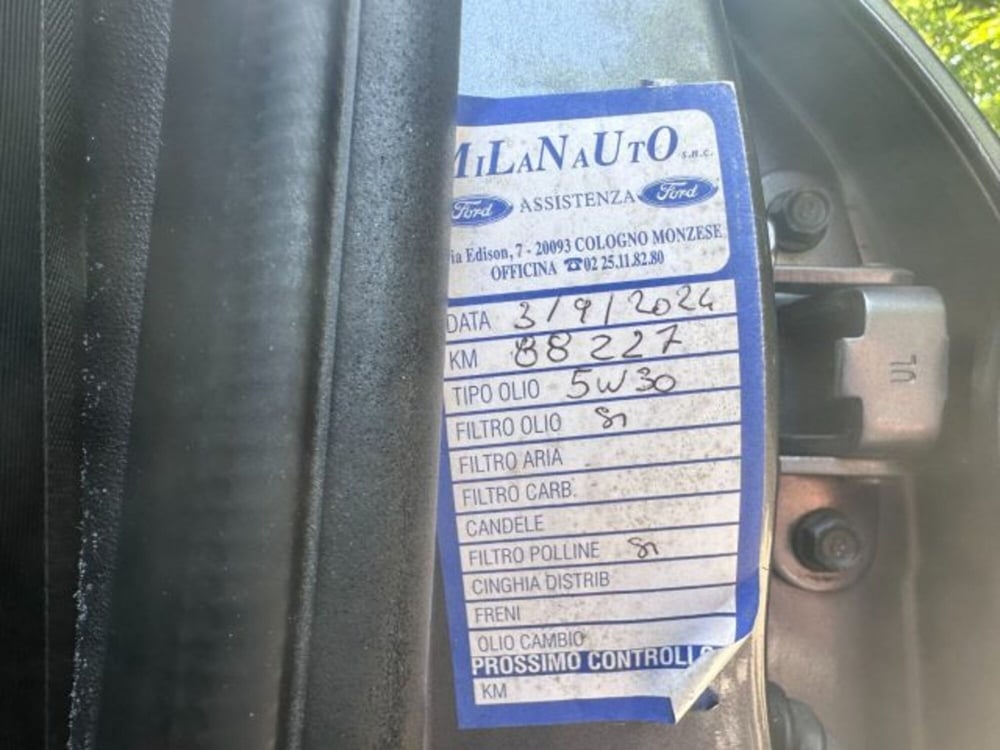 MiLaNaUTO s.n.c.
Ford ASSISTENZA Ford
ia Edison, 7 - 20093 COLOGNO MONZESE
OFFICINA ☎02 25.11.82.80
DATA 3/9/2024
KM 88227
TIPO OLIO 5W30
FILTRO OLIO Si
FILTRO ARIA
FILTRO CARB.
CANDELE
FILTRO POLLINE Si
CINGHIA DISTRIB
FRENI
OLIO CAMBIO
PROSSIMO CONTROLLO
KM
UL